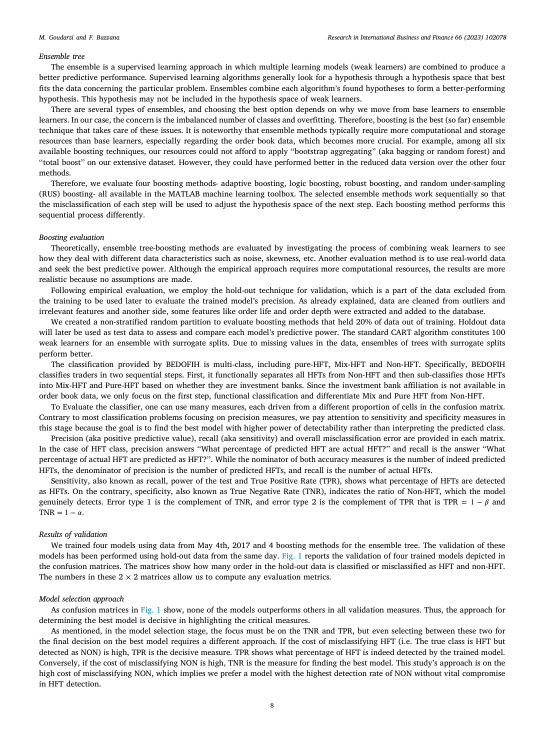 M. Goudarzi and F. Bazzana
Research in International Business and Finance 66 (2023) 102078
Ensemble tree
The ensemble is a supervised learning approach in which multiple learning models (weak learners) are combined to produce a
better predictive performance. Supervised learning algorithms generally look for a hypothesis through a hypothesis space that best
fits the data concerning the particular problem. Ensembles combine each algorithm's found hypotheses to form a better-performing
hypothesis. This hypothesis may not be included in the hypothesis space of weak learners.
There are several types of ensembles, and choosing the best option depends on why we move from base learners to ensemble
learners. In our case, the concern is the imbalanced number of classes and overfitting. Therefore, boosting is the best (so far) ensemble
technique that takes care of these issues. It is noteworthy that ensemble methods typically require more computational and storage
resources than base learners, especially regarding the order book data, which becomes more crucial. For example, among all six
available boosting techniques, our resources could not afford to apply "bootstrap aggregating" (aka bagging or random forest) and
"total boost" on our extensive dataset. However, they could have performed better in the reduced data version over the other four
methods.
Therefore, we evaluate four boosting methods- adaptive boosting, logic boosting, robust boosting, and random under-sampling
(RUS) boosting- all available in the MATLAB machine learning toolbox. The selected ensemble methods work sequentially so that
the misclassification of each step will be used to adjust the hypothesis space of the next step. Each boosting method performs this
sequential process differently.
Boosting evaluation
Theoretically, ensemble tree-boosting methods are evaluated by investigating the process of combining weak learners to see
how they deal with different data characteristics such as noise, skewness, etc. Another evaluation method is to use real-world data
and seek the best predictive power. Although the empirical approach requires more computational resources, the results are more
realistic because no assumptions are made.
Following empirical evaluation, we employ the hold-out technique for validation, which is a part of the data excluded from
the training to be used later to evaluate the trained model's precision. As already explained, data are cleaned from outliers and
irrelevant features and another side, some features like order life and order depth were extracted and added to the database.
We created a non-stratified random partition to evaluate boosting methods that held 20% of data out of training. Holdout data
will later be used as test data to assess and compare each model's predictive power. The standard CART algorithm constitutes 100
weak learners for an ensemble with surrogate splits. Due to missing values in the data, ensembles of trees with surrogate splits
perform better.
The classification provided by BEDOFIH is multi-class, including pure-HFT, Mix-HFT and Non-HFT. Specifically, BEDOFIH
classifies traders in two sequential steps. First, it functionally separates all HFTs from Non-HFT and then sub-classifies those HFTs
into Mix-HFT and Pure-HFT based on whether they are investment banks. Since the investment bank affiliation is not available in
order book data, we only focus on the first step, functional classification and differentiate Mix and Pure HFT from Non-HFT.
To Evaluate the classifier, one can use many measures, each driven from a different proportion of cells in the confusion matrix.
Contrary to most classification problems focusing on precision measures, we pay attention to sensitivity and specificity measures in
this stage because the goal is to find the best model with higher power of detectability rather than interpreting the predicted class.
Precision (aka positive predictive value), recall (aka sensitivity) and overall misclassification error are provided in each matrix.
In the case of HFT class, precision answers "What percentage of predicted HFT are actual HFT?" and recall is the answer "What
percentage of actual HFT are predicted as HFT?". While the nominator of both accuracy measures is the number of indeed predicted
HFTs, the denominator of precision is the number of predicted HFTs, and recall is the number of actual HFTs.
Sensitivity, also known as recall, power of the test and True Positive Rate (TPR), shows what percentage of HFTs are detected
as HFTs. On the contrary, specificity, also known as True Negative Rate (TNR), indicates the ratio of Non-HFT, which the model
genuinely detects. Error type 1 is the complement of TNR, and error type 2 is the complement of TPR that is TPR = 1 − β and
TNR = 1 − α.
Results of validation
We trained four models using data from May 4th, 2017 and 4 boosting methods for the ensemble tree. The validation of these
models has been performed using hold-out data from the same day. Fig. 1 reports the validation of four trained models depicted in
the confusion matrices. The matrices show how many order in the hold-out data is classified or misclassified as HFT and non-HFT.
The numbers in these 2 × 2 matrices allow us to compute any evaluation metrics.
Model selection approach
As confusion matrices in Fig. 1 show, none of the models outperforms others in all validation measures. Thus, the approach for
determining the best model is decisive in highlighting the critical measures.
As mentioned, in the model selection stage, the focus must be on the TNR and TPR, but even selecting between these two for
the final decision on the best model requires a different approach. If the cost of misclassifying HFT (i.e. The true class is HFT but
detected as NON) is high, TPR is the decisive measure. TPR shows what percentage of HFT is indeed detected by the trained model.
Conversely, if the cost of misclassifying NON is high, TNR is the measure for finding the best model. This study's approach is on the
high cost of misclassifying NON, which implies we prefer a model with the highest detection rate of NON without vital compromise
in HFT detection.
8